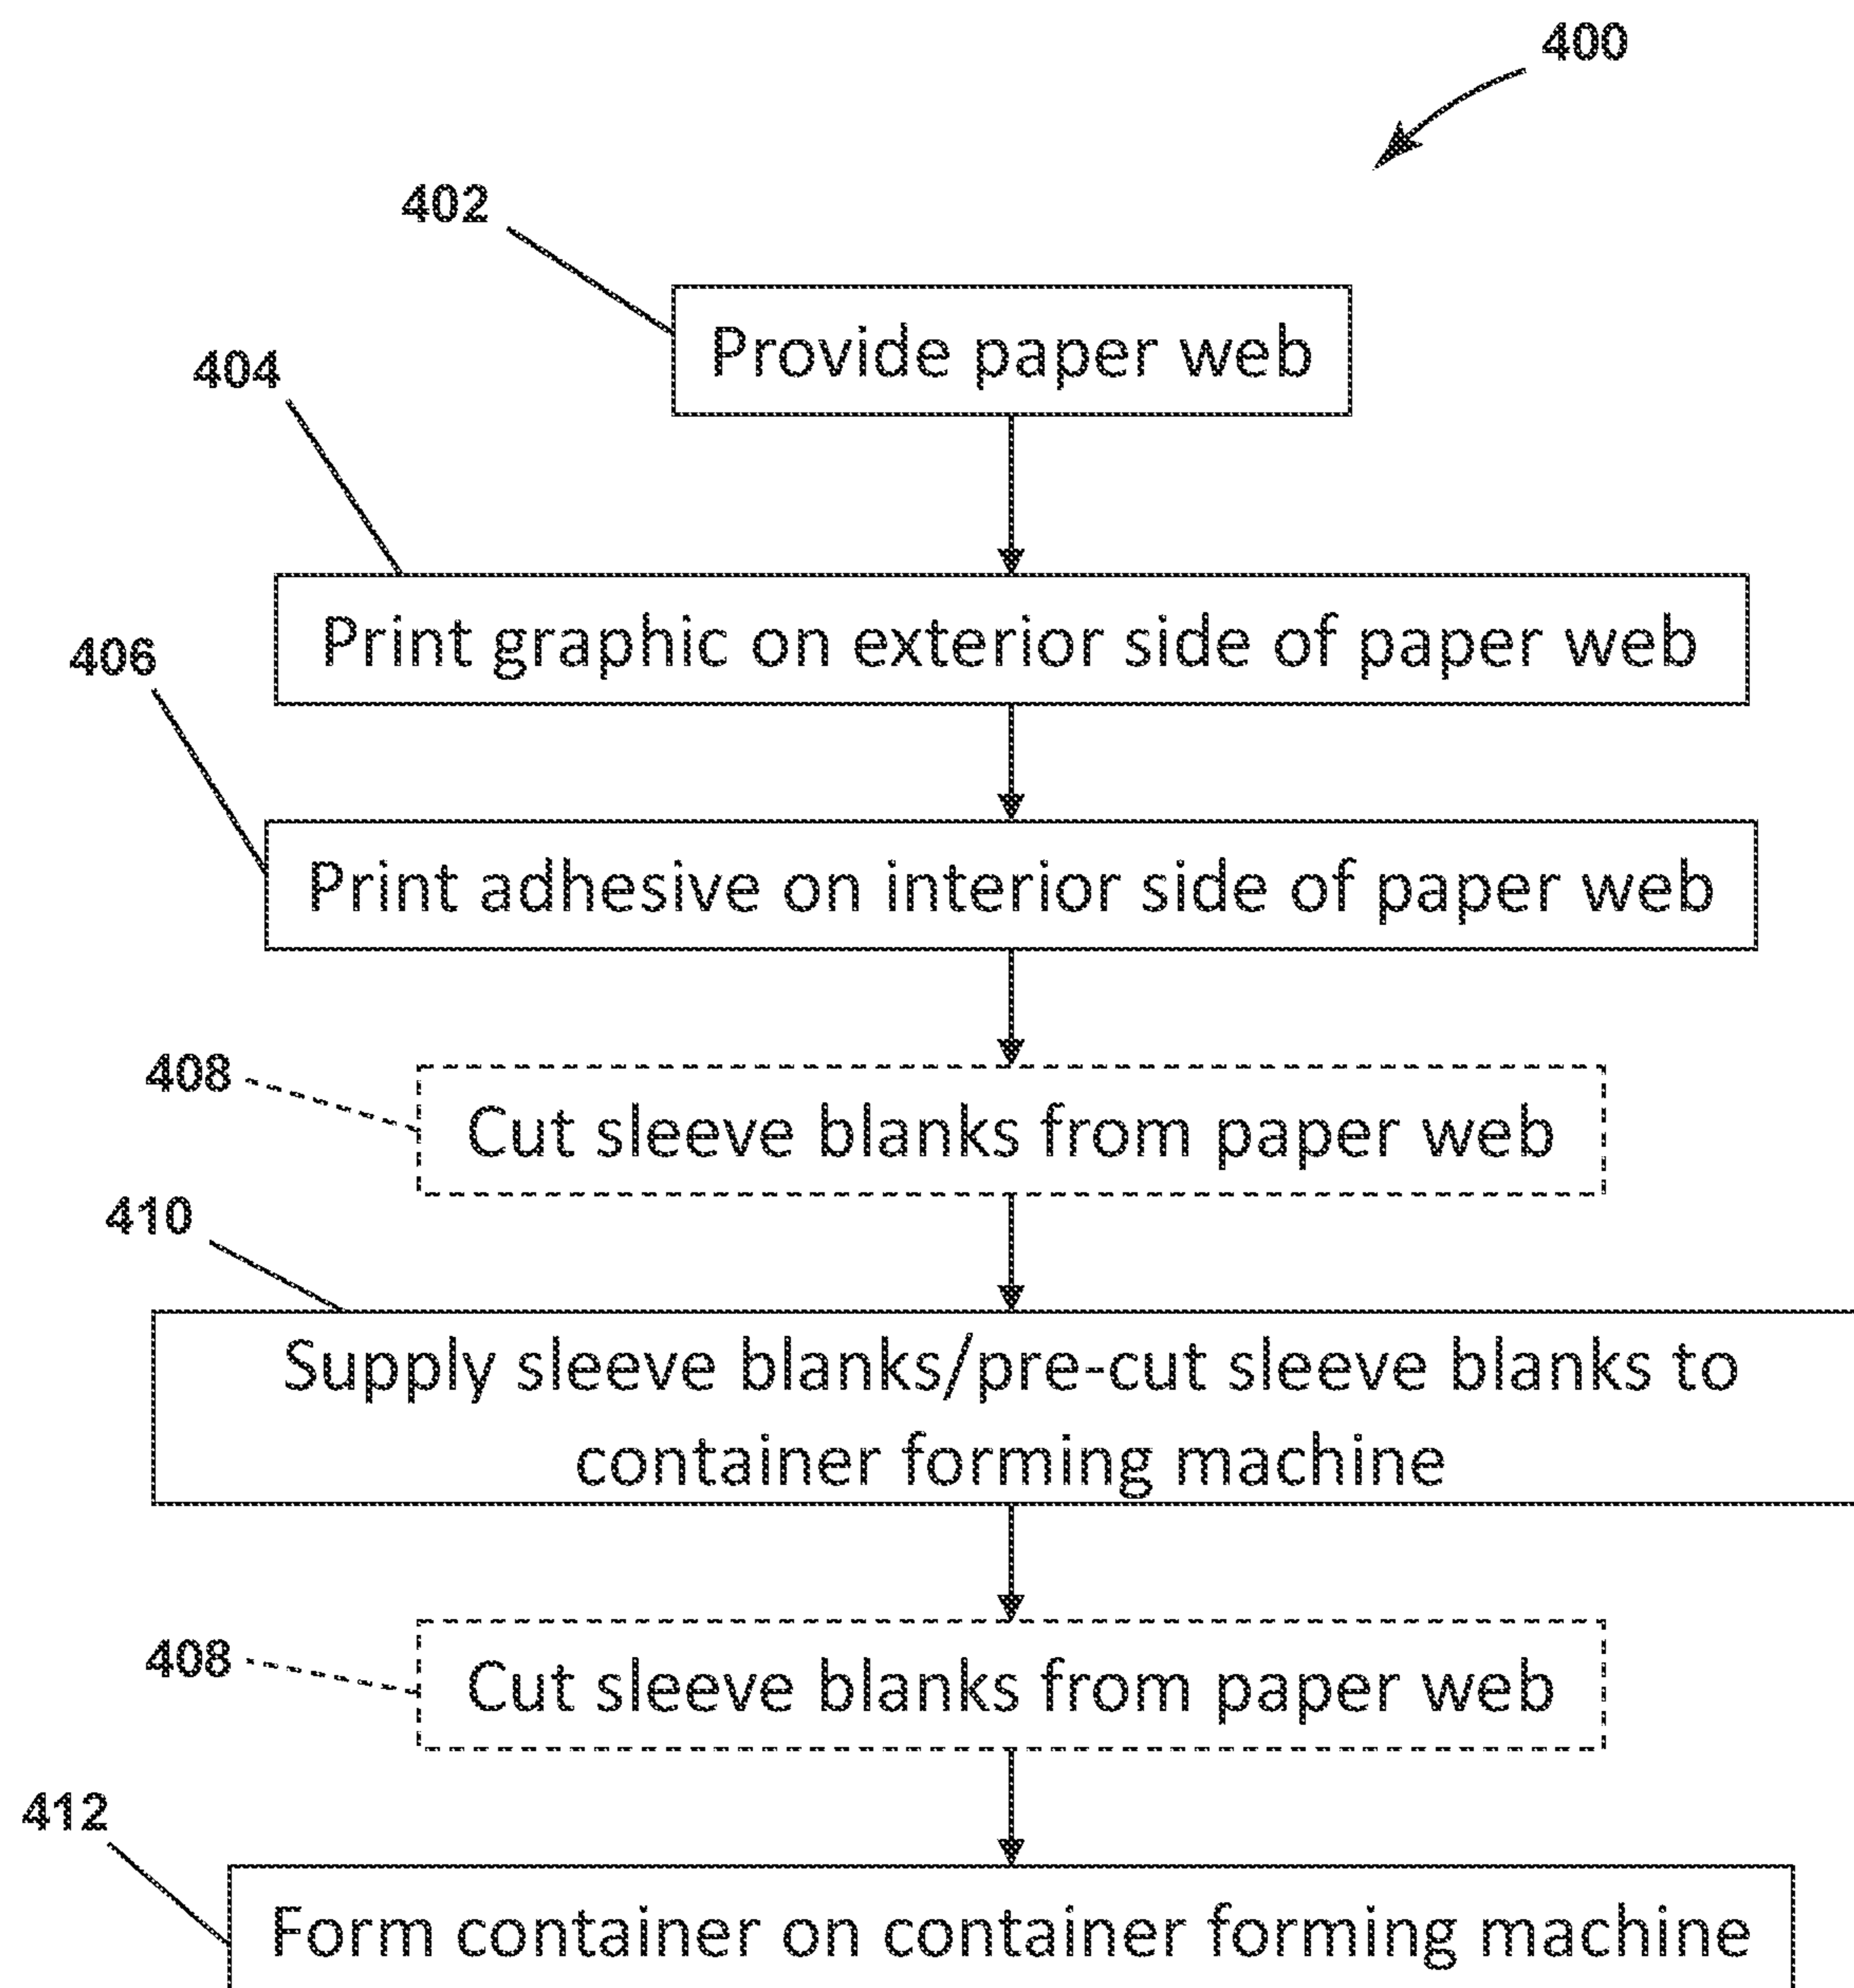 400
402
Provide paper web
404
Print graphic on exterior side of paper web
406
Print adhesive on interior side of paper web
408
Cut sleeve blanks from paper web
410
Supply sleeve blanks/pre-cut sleeve blanks to
container forming machine
408
Cut sleeve blanks from paper web
412
Form container on container forming machine